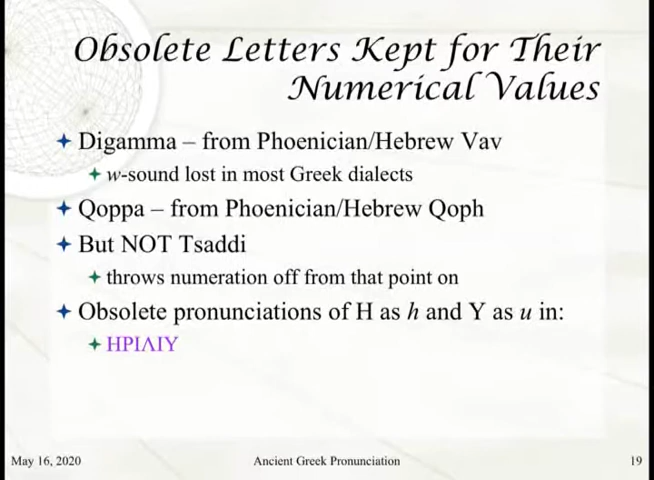 Obsolete Letters Kept for Their
Numerical Values
Digamma – from Phoenician/Hebrew Vav
w-sound lost in most Greek dialects
Qoppa – from Phoenician/Hebrew Qoph
But NOT Tsaddi
throws numeration off from that point on
Obsolete pronunciations of H as h and Y as u in:
ΗΡΙΛΙΥ
May 16, 2020 Ancient Greek Pronunciation 19